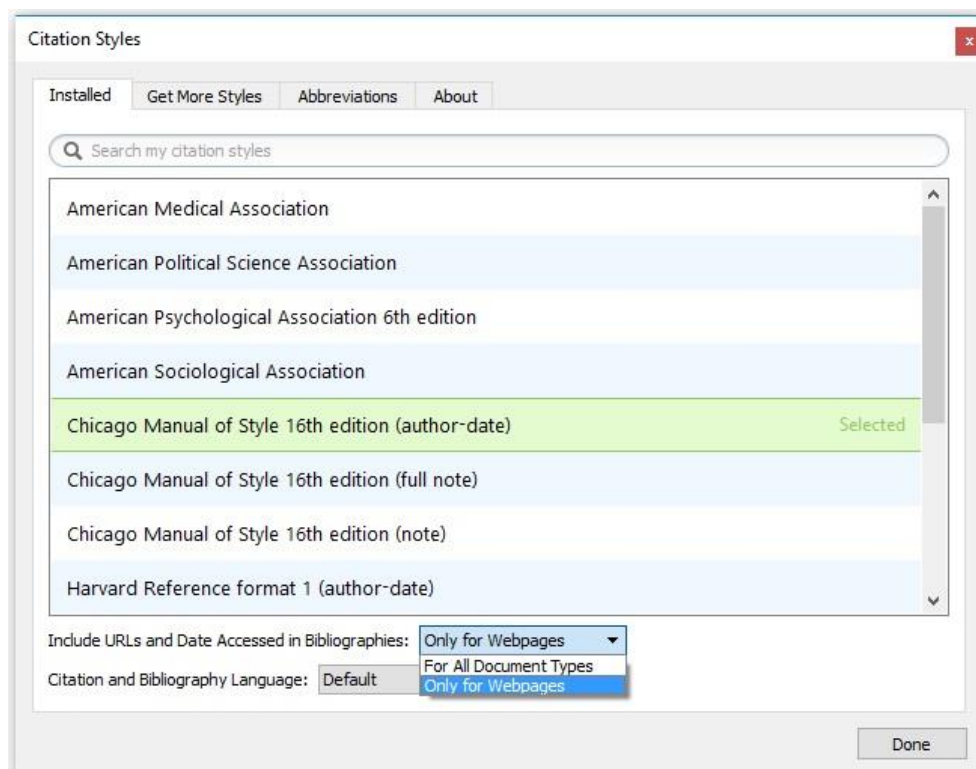 Citation Styles
x
Installed Get More Styles Abbreviations About
Search my citation styles
American Medical Association
American Political Science Association
American Psychological Association 6th edition
American Sociological Association
Chicago Manual of Style 16th edition (author-date) Selected
Chicago Manual of Style 16th edition (full note)
Chicago Manual of Style 16th edition (note)
Harvard Reference format 1 (author-date)
Include URLs and Date Accessed in Bibliographies: Only for Webpages
For All Document Types
Only for Webpages
Citation and Bibliography Language: Default
Done